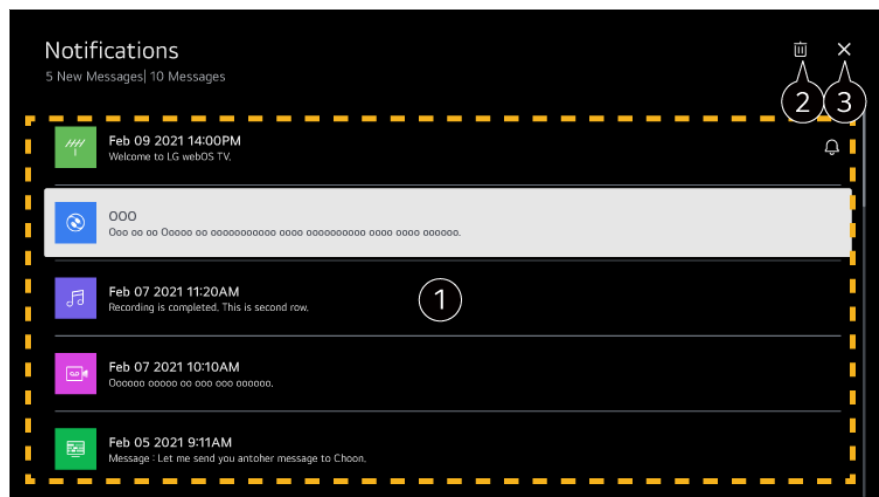 Notifications
5 New Messages| 10 Messages
2
3
Feb 09 2021 14:00PM
Welcome to LG webOS TV.
OOO
Ooo oo oo Ooooo oo ooooooooooo oooo oooooooooo oooo oooo oooooo.
Feb 07 2021 11:20AM
Recording is completed. This is second row.
1
Feb 07 2021 10:10AM
Oooooo ooooo oo ooo ooo oooooo.
Feb 05 2021 9:11AM
Message : Let me send you antoher message to Choon.